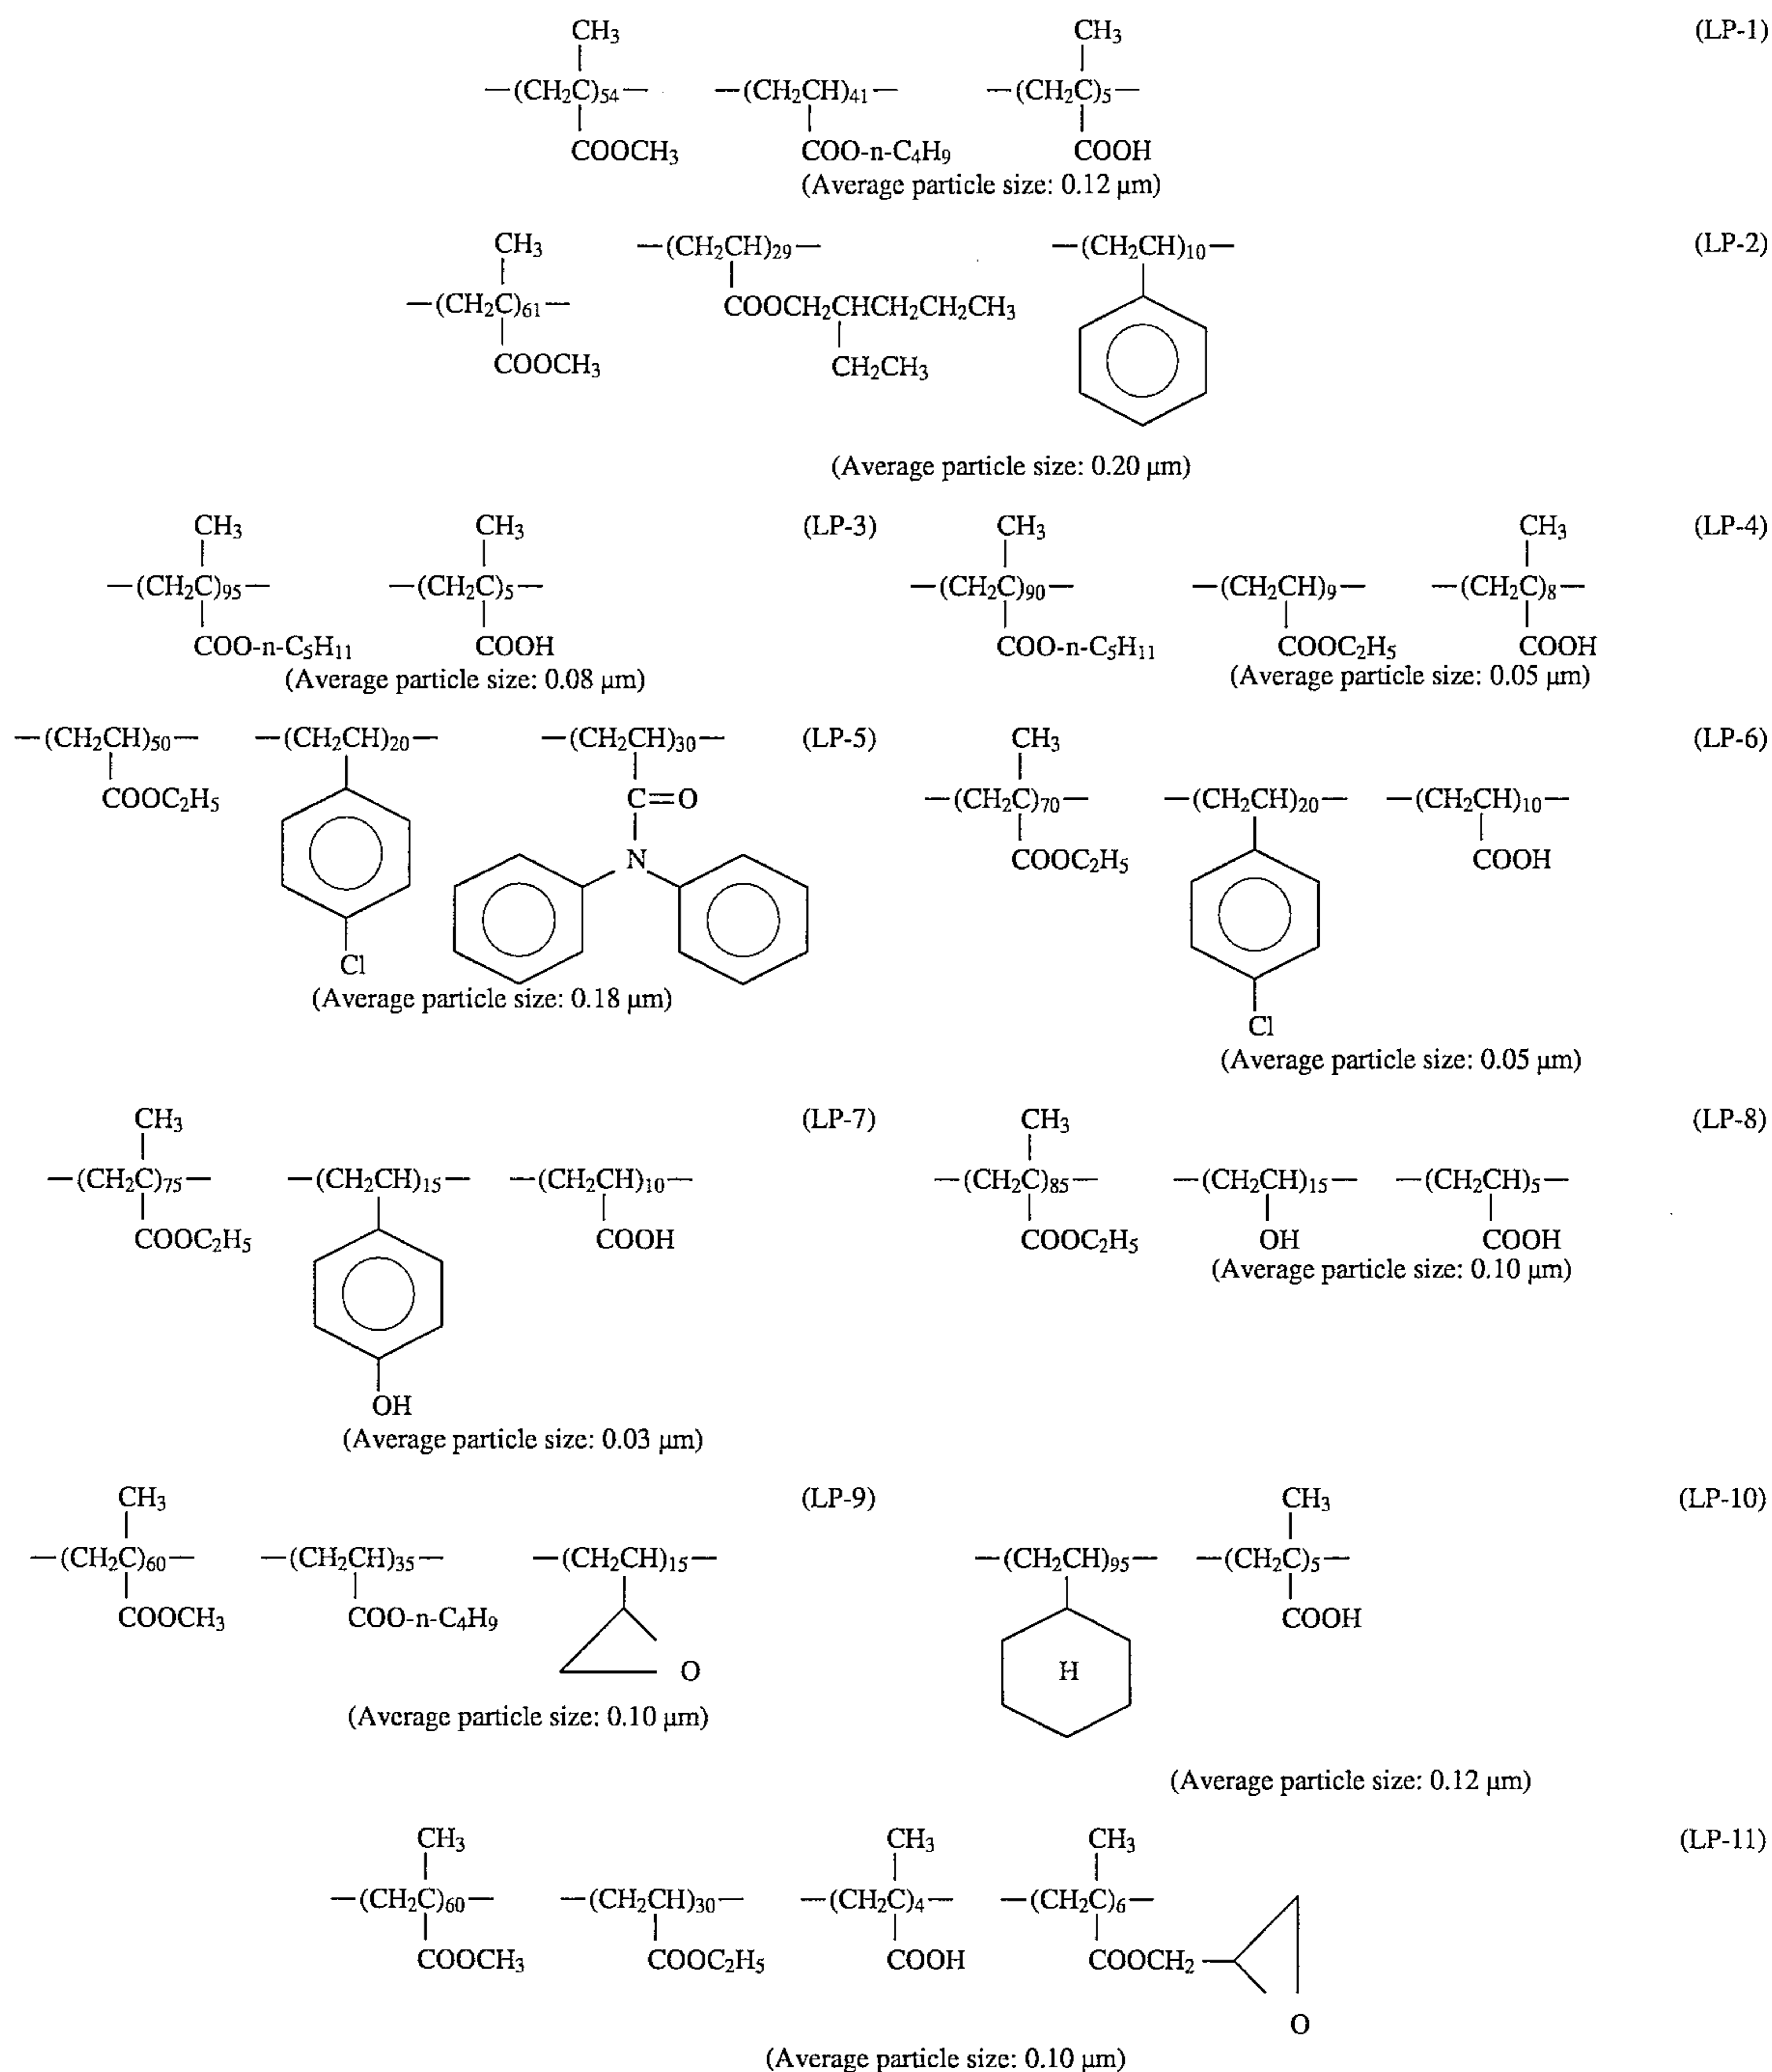 CH₃ CH₃ (LP-1)
—(CH₂C)₅₄— —(CH₂CH)₄₁— —(CH₂C)₅—
COOCH₃ COO-n-C₄H₉ COOH
(Average particle size: 0.12 μm)
CH₃ —(CH₂CH)₂₉— —(CH₂CH)₁₀— (LP-2)
—(CH₂C)₆₁— COOCH₂CHCH₂CH₂CH₃
COOCH₃ CH₂CH₃
(Average particle size: 0.20 μm)
CH₃ CH₃ (LP-3)
—(CH₂C)₉₅— —(CH₂C)₅—
COO-n-C₅H₁₁ COOH
(Average particle size: 0.08 μm)
CH₃ CH₃ (LP-4)
—(CH₂C)₉₀— —(CH₂CH)₉— —(CH₂C)₈—
COO-n-C₅H₁₁ COOC₂H₅ COOH
(Average particle size: 0.05 μm)
—(CH₂CH)₅₀— —(CH₂CH)₂₀— —(CH₂CH)₃₀— (LP-5)
COOC₂H₅ C=O
N
Cl
(Average particle size: 0.18 μm)
CH₃ (LP-6)
—(CH₂C)₇₀— —(CH₂CH)₂₀— —(CH₂CH)₁₀—
COOC₂H₅ COOH
Cl
(Average particle size: 0.05 μm)
CH₃ (LP-7)
—(CH₂C)₇₅— —(CH₂CH)₁₅— —(CH₂CH)₁₀—
COOC₂H₅ COOH
OH
(Average particle size: 0.03 μm)
CH₃ (LP-8)
—(CH₂C)₈₅— —(CH₂CH)₁₅— —(CH₂CH)₅—
COOC₂H₅ OH COOH
(Average particle size: 0.10 μm)
CH₃ (LP-9)
—(CH₂C)₆₀— —(CH₂CH)₃₅— —(CH₂CH)₁₅—
COOCH₃ COO-n-C₄H₉
O
(Average particle size: 0.10 μm)
CH₃ (LP-10)
—(CH₂CH)₉₅— —(CH₂C)₅—
COOH
H
(Average particle size: 0.12 μm)
CH₃ CH₃ CH₃ (LP-11)
—(CH₂C)₆₀— —(CH₂CH)₃₀— —(CH₂C)₄— —(CH₂C)₆—
COOCH₃ COOC₂H₅ COOH COOCH₂
O
(Average particle size: 0.10 μm)